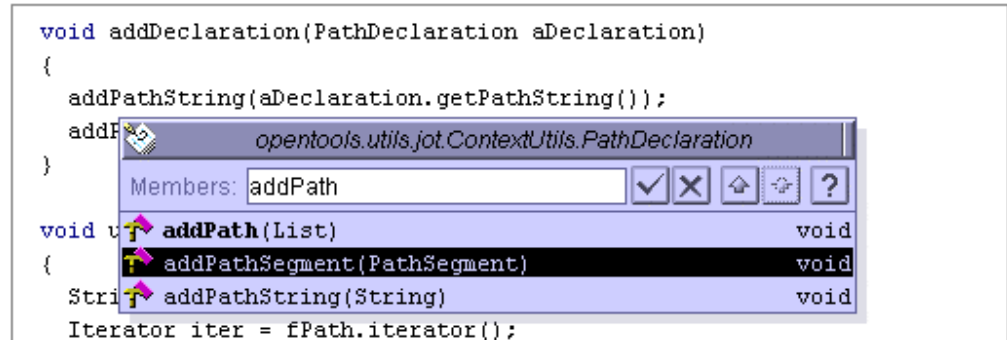 void addDeclaration(PathDeclaration aDeclaration)
{
addPathString(aDeclaration.getPathString());
addP
opentools.utils.jot.ContextUtils.PathDeclaration
}
Members: addPath ?
void u
addPath(List) void
{
addPathSegment(PathSegment) void
Stri
addPathString(String) void
Iterator iter = fPath.iterator();